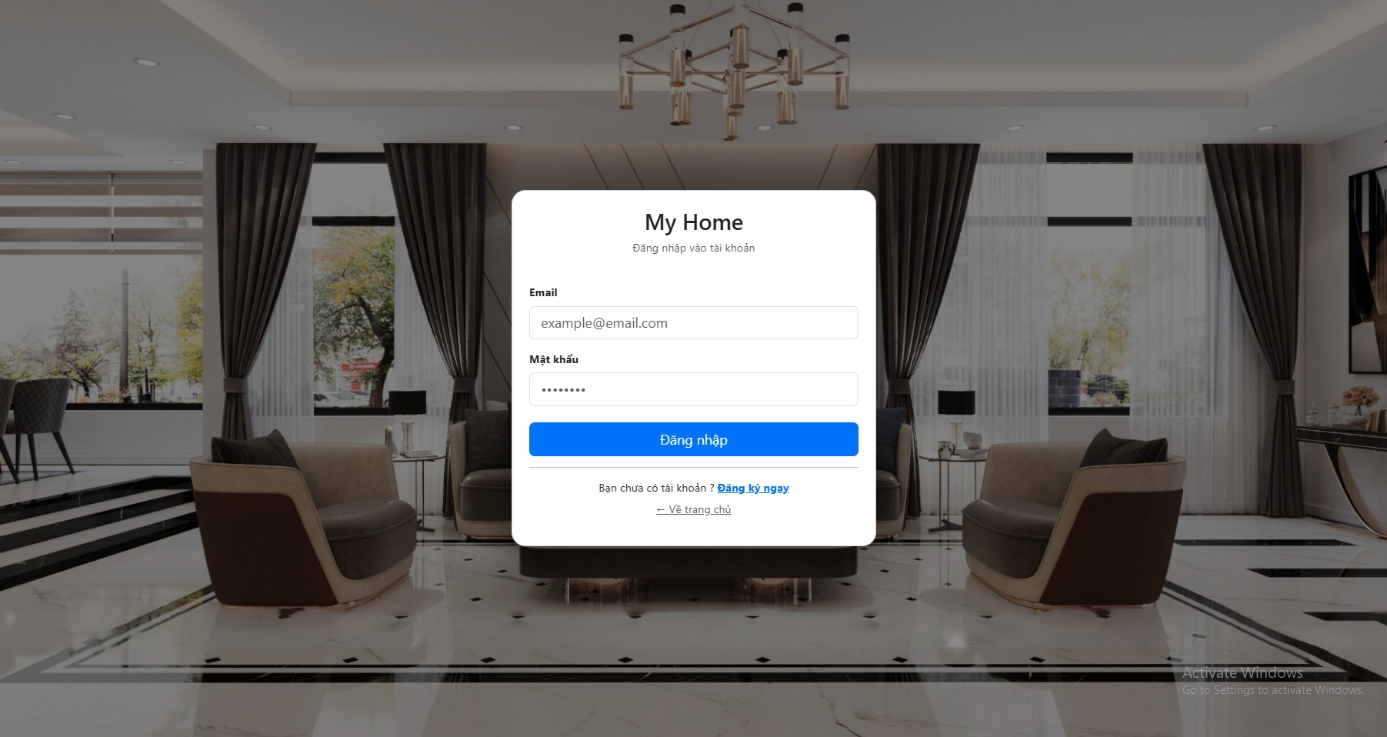 My Home
Đăng nhập vào tài khoản
Email
example@email.com
Mật khẩu
••••••••
Đăng nhập
Bạn chưa có tài khoản ? Đăng ký ngay
← Về trang chủ
Activate Windows
Go to Settings to activate Windows.